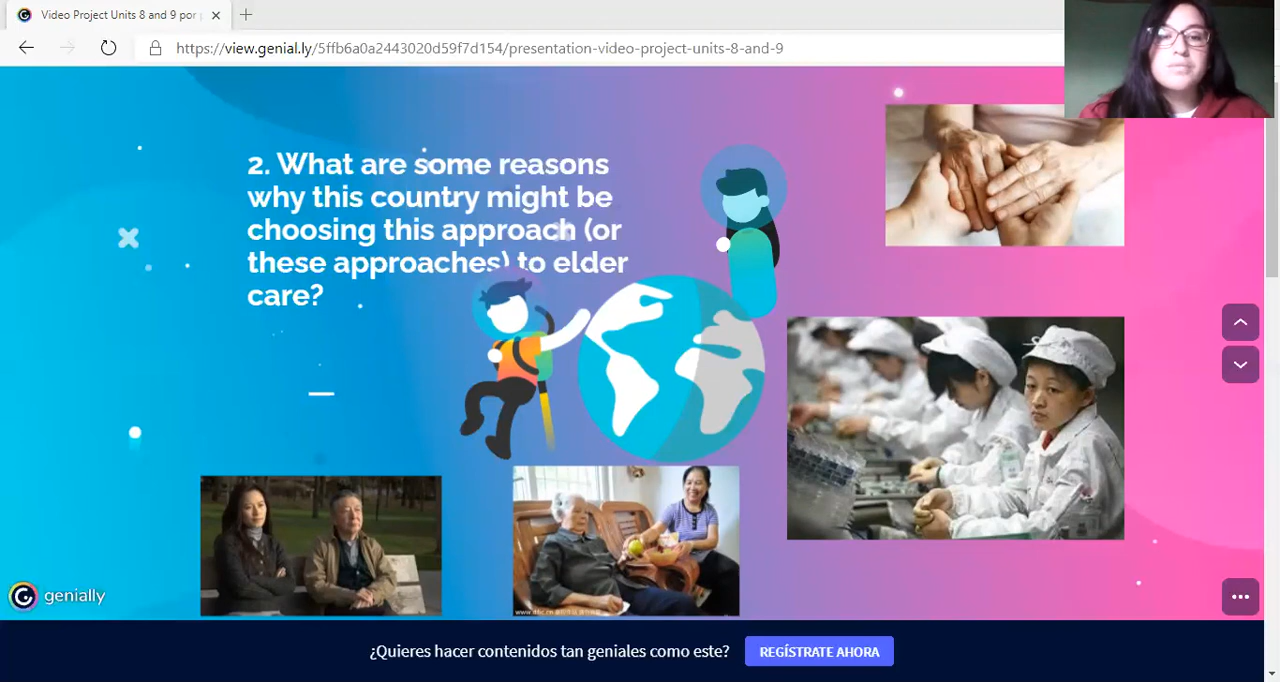 Video Project Units 8 and 9 por
https://view.genial.ly/5ffb6a0a2443020d59f7d154/presentation-video-project-units-8-and-9
2. What are some reasons
why this country might be
choosing this approach (or
these approaches) to elder
care?
genially
¿Quieres hacer contenidos tan geniales como este?
REGÍSTRATE AHORA